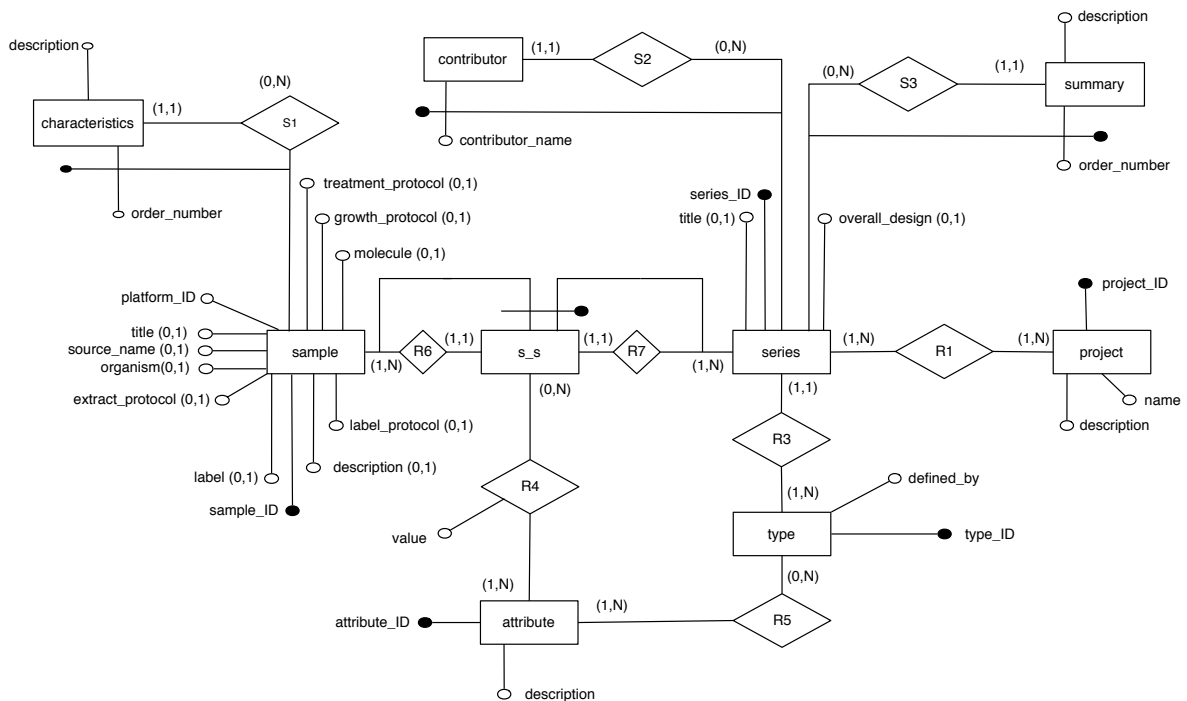 description
description
contributor
(1,1)
S2
(0,N)
(0,N)
S3
(1,1)
summary
(0,N)
characteristics
(1,1)
S1
contributor_name
order_number
treatment_protocol (0,1)
order_number
growth_protocol (0,1)
series_ID
title (0,1)
overall_design (0,1)
molecule (0,1)
platform_ID
project_ID
title (0,1)
source_name (0,1)
organism(0,1)
extract_protocol (0,1)
sample
(1,N)
R6
(1,1)
s_s
(1,1)
R7
(1,N)
series
(1,N)
R1
(1,N)
project
(0,N)
(1,1)
name
description
label_protocol (0,1)
R3
description (0,1)
label (0,1)
sample_ID
R4
value
(1,N)
defined_by
type
type_ID
(1,N)
(0,N)
attribute_ID
attribute
(1,N)
R5
description